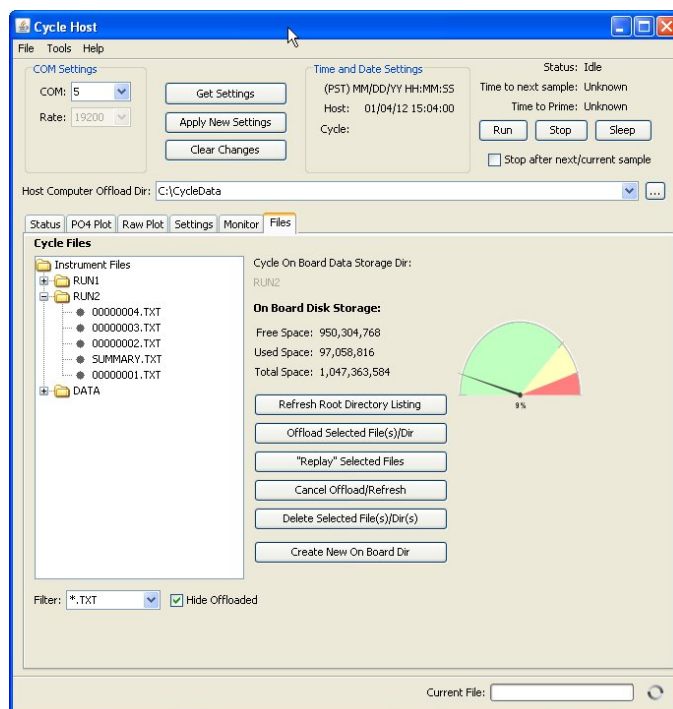 Cycle Host
File Tools Help
COM Settings
COM: 5
Rate: 19200
Get Settings
Apply New Settings
Clear Changes
Time and Date Settings
(PST) MM/DD/YY HH:MM:SS
Host: 01/04/12 15:04:00
Cycle:
Status: Idle
Time to next sample: Unknown
Time to Prime: Unknown
Run Stop Sleep
Stop after next/current sample
Host Computer Offload Dir: C:\CycleData
...
Status PO4 Plot Raw Plot Settings Monitor Files
Cycle Files
Instrument Files
RUN1
RUN2
00000004.TXT
00000003.TXT
00000002.TXT
SUMMARY.TXT
00000001.TXT
DATA
Cycle On Board Data Storage Dir:
RUN2
On Board Disk Storage:
Free Space: 950,304,768
Used Space: 97,058,816
Total Space: 1,047,363,584
9%
Refresh Root Directory Listing
Offload Selected File(s)/Dir
"Replay" Selected Files
Cancel Offload/Refresh
Delete Selected File(s)/Dir(s)
Create New On Board Dir
Filter: *.TXT Hide Offloaded
Current File: